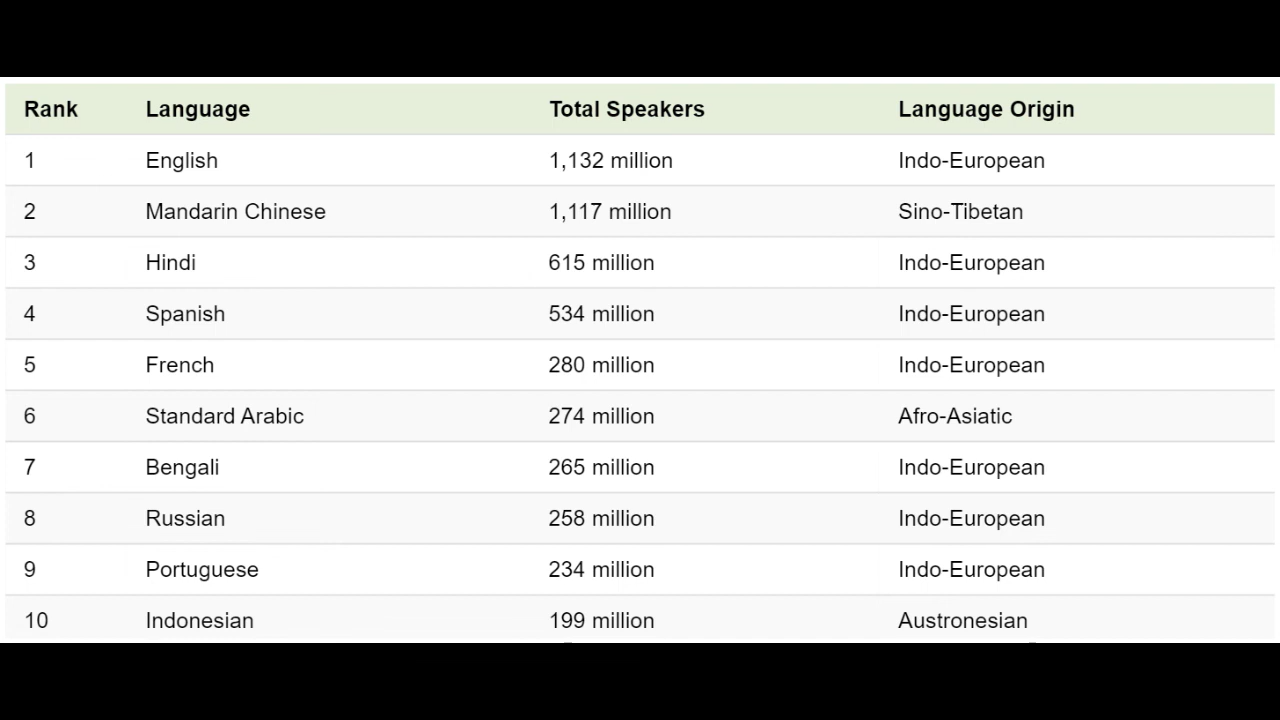 Rank Language Total Speakers Language Origin
1 English 1,132 million Indo-European
2 Mandarin Chinese 1,117 million Sino-Tibetan
3 Hindi 615 million Indo-European
4 Spanish 534 million Indo-European
5 French 280 million Indo-European
6 Standard Arabic 274 million Afro-Asiatic
7 Bengali 265 million Indo-European
8 Russian 258 million Indo-European
9 Portuguese 234 million Indo-European
10 Indonesian 199 million Austronesian